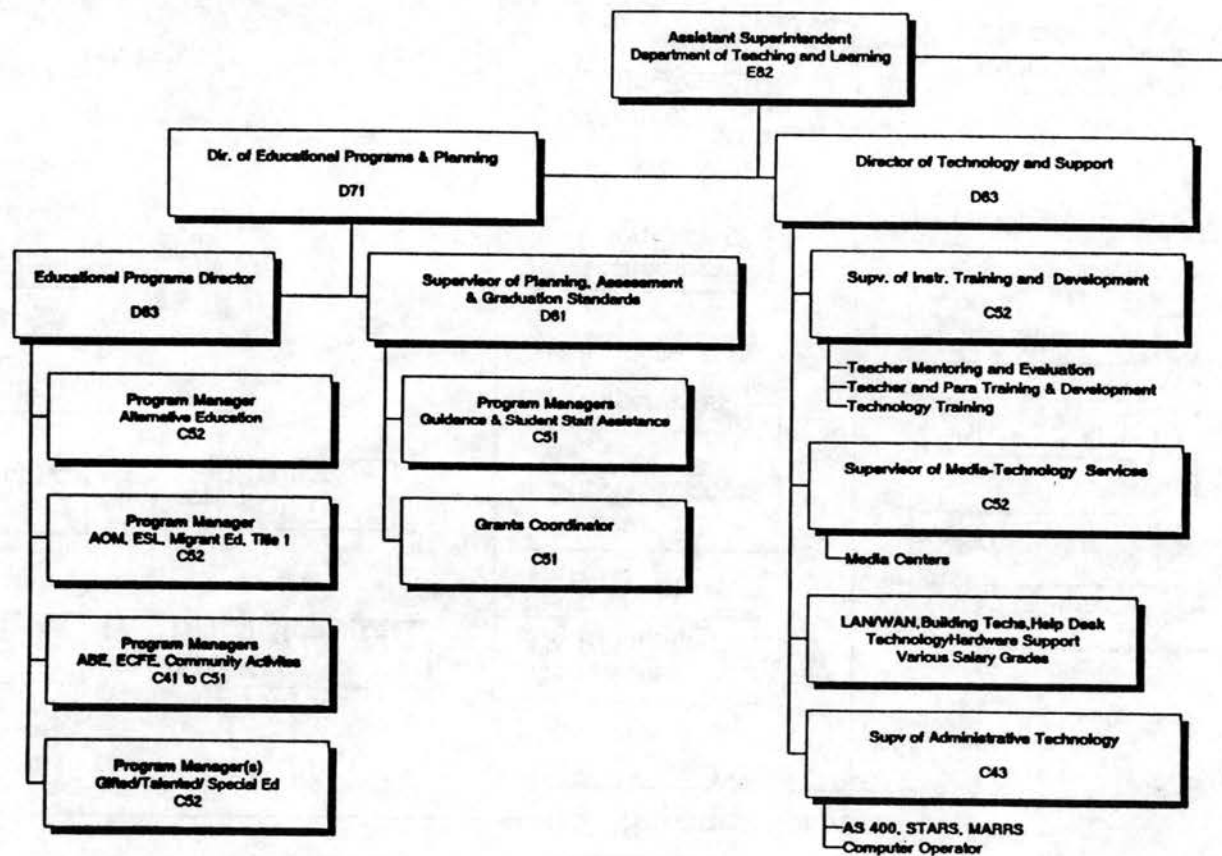 Assistant Superintendent
Department of Teaching and Learning
E82
Dir. of Educational Programs & Planning
D71
Director of Technology and Support
D63
Educational Programs Director
D63
Supervisor of Planning, Assessment
& Graduation Standards
D61
Supv. of Instr. Training and Development
C52
Teacher Mentoring and Evaluation
Teacher and Para Training & Development
Technology Training
Program Manager
Alternative Education
C52
Program Managers
Guidance & Student Staff Assistance
C51
Supervisor of Media-Technology Services
C52
Media Centers
Program Manager
AOM, ESL, Migrant Ed, Title 1
C52
Grants Coordinator
C51
LAN/WAN,Building Techs,Help Desk
TechnologyHardware Support
Various Salary Grades
Program Managers
ABE, ECFE, Community Activites
C41 to C51
Supv of Administrative Technology
C43
AS 400, STARS, MARRS
Computer Operator
Program Manager(s)
Gifted/Talented/ Special Ed
C52